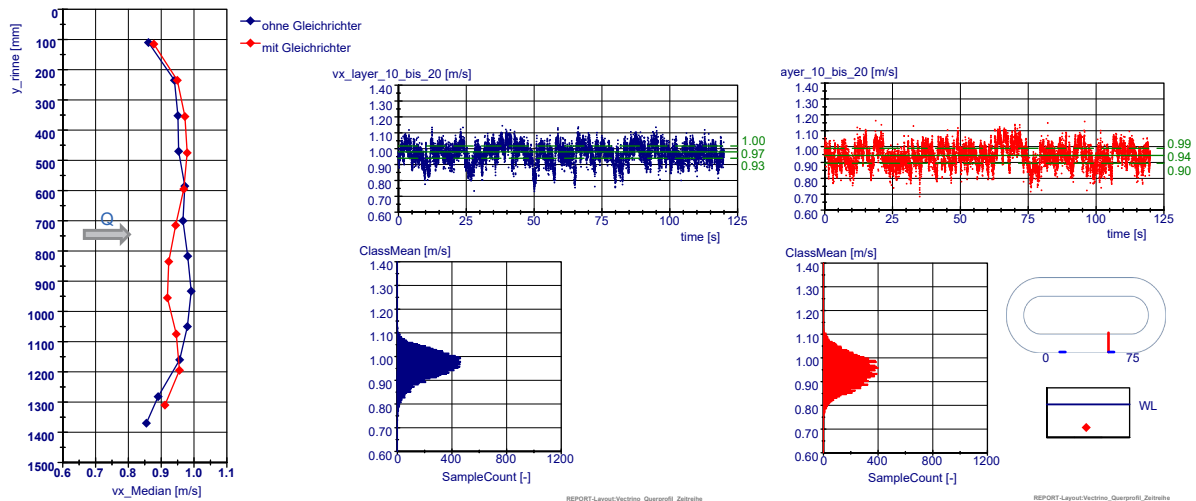 ohne Gleichrichter
mit Gleichrichter
y_rinne [mm]
0
100
200
300
400
500
600
700
800
900
1000
1100
1200
1300
1400
1500
Q
0.6 0.7 0.8 0.9 1.0 1.1
vx_Median [m/s]
vx_layer_10_bis_20 [m/s]
1.40
1.30
1.20
1.10
1.00
0.90
0.80
0.70
0.60
1.00
0.97
0.93
0 25 50 75 100 125
time [s]
ayer_10_bis_20 [m/s]
1.40
1.30
1.20
1.10
1.00
0.90
0.80
0.70
0.60
0.99
0.94
0.90
0 25 50 75 100 125
time [s]
ClassMean [m/s]
1.40
1.30
1.20
1.10
1.00
0.90
0.80
0.70
0.60
0 400 800 1200
SampleCount [-]
ClassMean [m/s]
1.40
1.30
1.20
1.10
1.00
0.90
0.80
0.70
0.60
0 400 800 1200
SampleCount [-]
0 75
WL
REPORT-Layout:Vectrino_Querprofil_Zeitreihe
REPORT-Layout:Vectrino_Querprofil_Zeitreihe